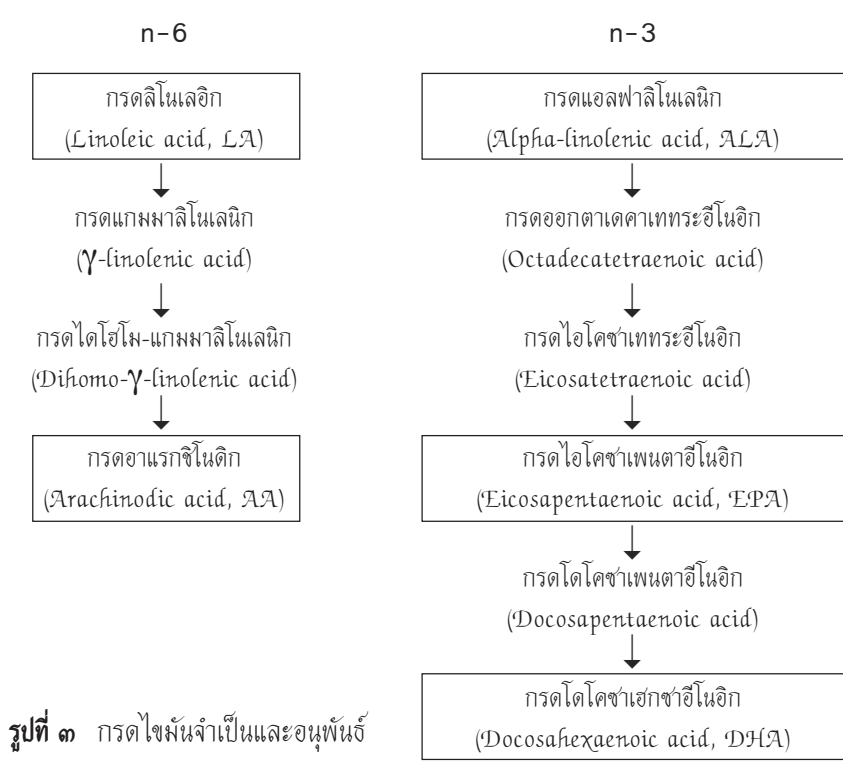 n-6
กรดลิโนเลอิก
(Linoleic acid, LA)
กรดแกมมาลิโนเลนิก
(γ-linolenic acid)
กรดไดโฮโม-แกมมาลิโนเลนิก
(Dihomo-γ-linolenic acid)
กรดอาแรกชิโนดิก
(Arachinodic acid, AA)
n-3
กรดแอลฟาลิโนเลนิก
(Alpha-linolenic acid, ALA)
กรดออกตาเดคาเททระอีโนอิก
(Octadecatetraenoic acid)
กรดไอโคซาเททระอีโนอิก
(Eicosatetraenoic acid)
กรดไอโคซาเพนตาอีโนอิก
(Eicosapentaenoic acid, EPA)
กรดโดโคซาเพนตาอีโนอิก
(Docosapentaenoic acid)
กรดโดโคซาเฮกซาอีโนอิก
(Docosahexaenoic acid, DHA)
รูปที่ ๓ กรดไขมันจำเป็นและอนุพันธ์